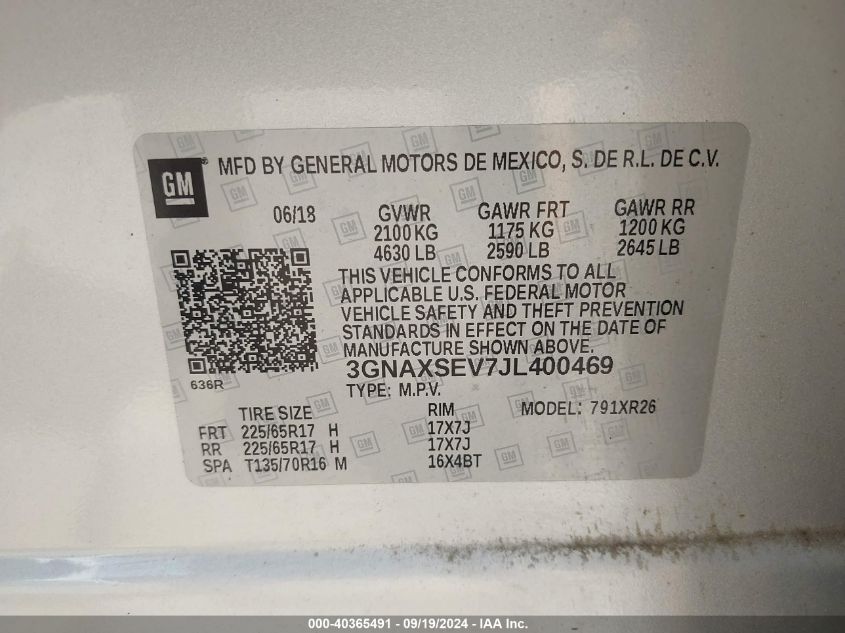 GM® MFD BY GENERAL MOTORS DE MEXICO, S. DE R.L. DE C.V.
06/18 GVWR GAWR FRT GAWR RR
2100 KG 1175 KG 1200 KG
4630 LB 2590 LB 2645 LB
THIS VEHICLE CONFORMS TO ALL
APPLICABLE U.S. FEDERAL MOTOR
VEHICLE SAFETY AND THEFT PREVENTION
STANDARDS IN EFFECT ON THE DATE OF
MANUFACTURE SHOWN ABOVE.
3GNAXSEV7JL400469
636R
TYPE: M.P.V.
TIRE SIZE RIM MODEL: 791XR26
FRT 225/65R17 H 17X7J
RR 225/65R17 H 17X7J
SPA T135/70R16 M 16X4BT
000-40365491 - 09/19/2024 - IAA Inc.